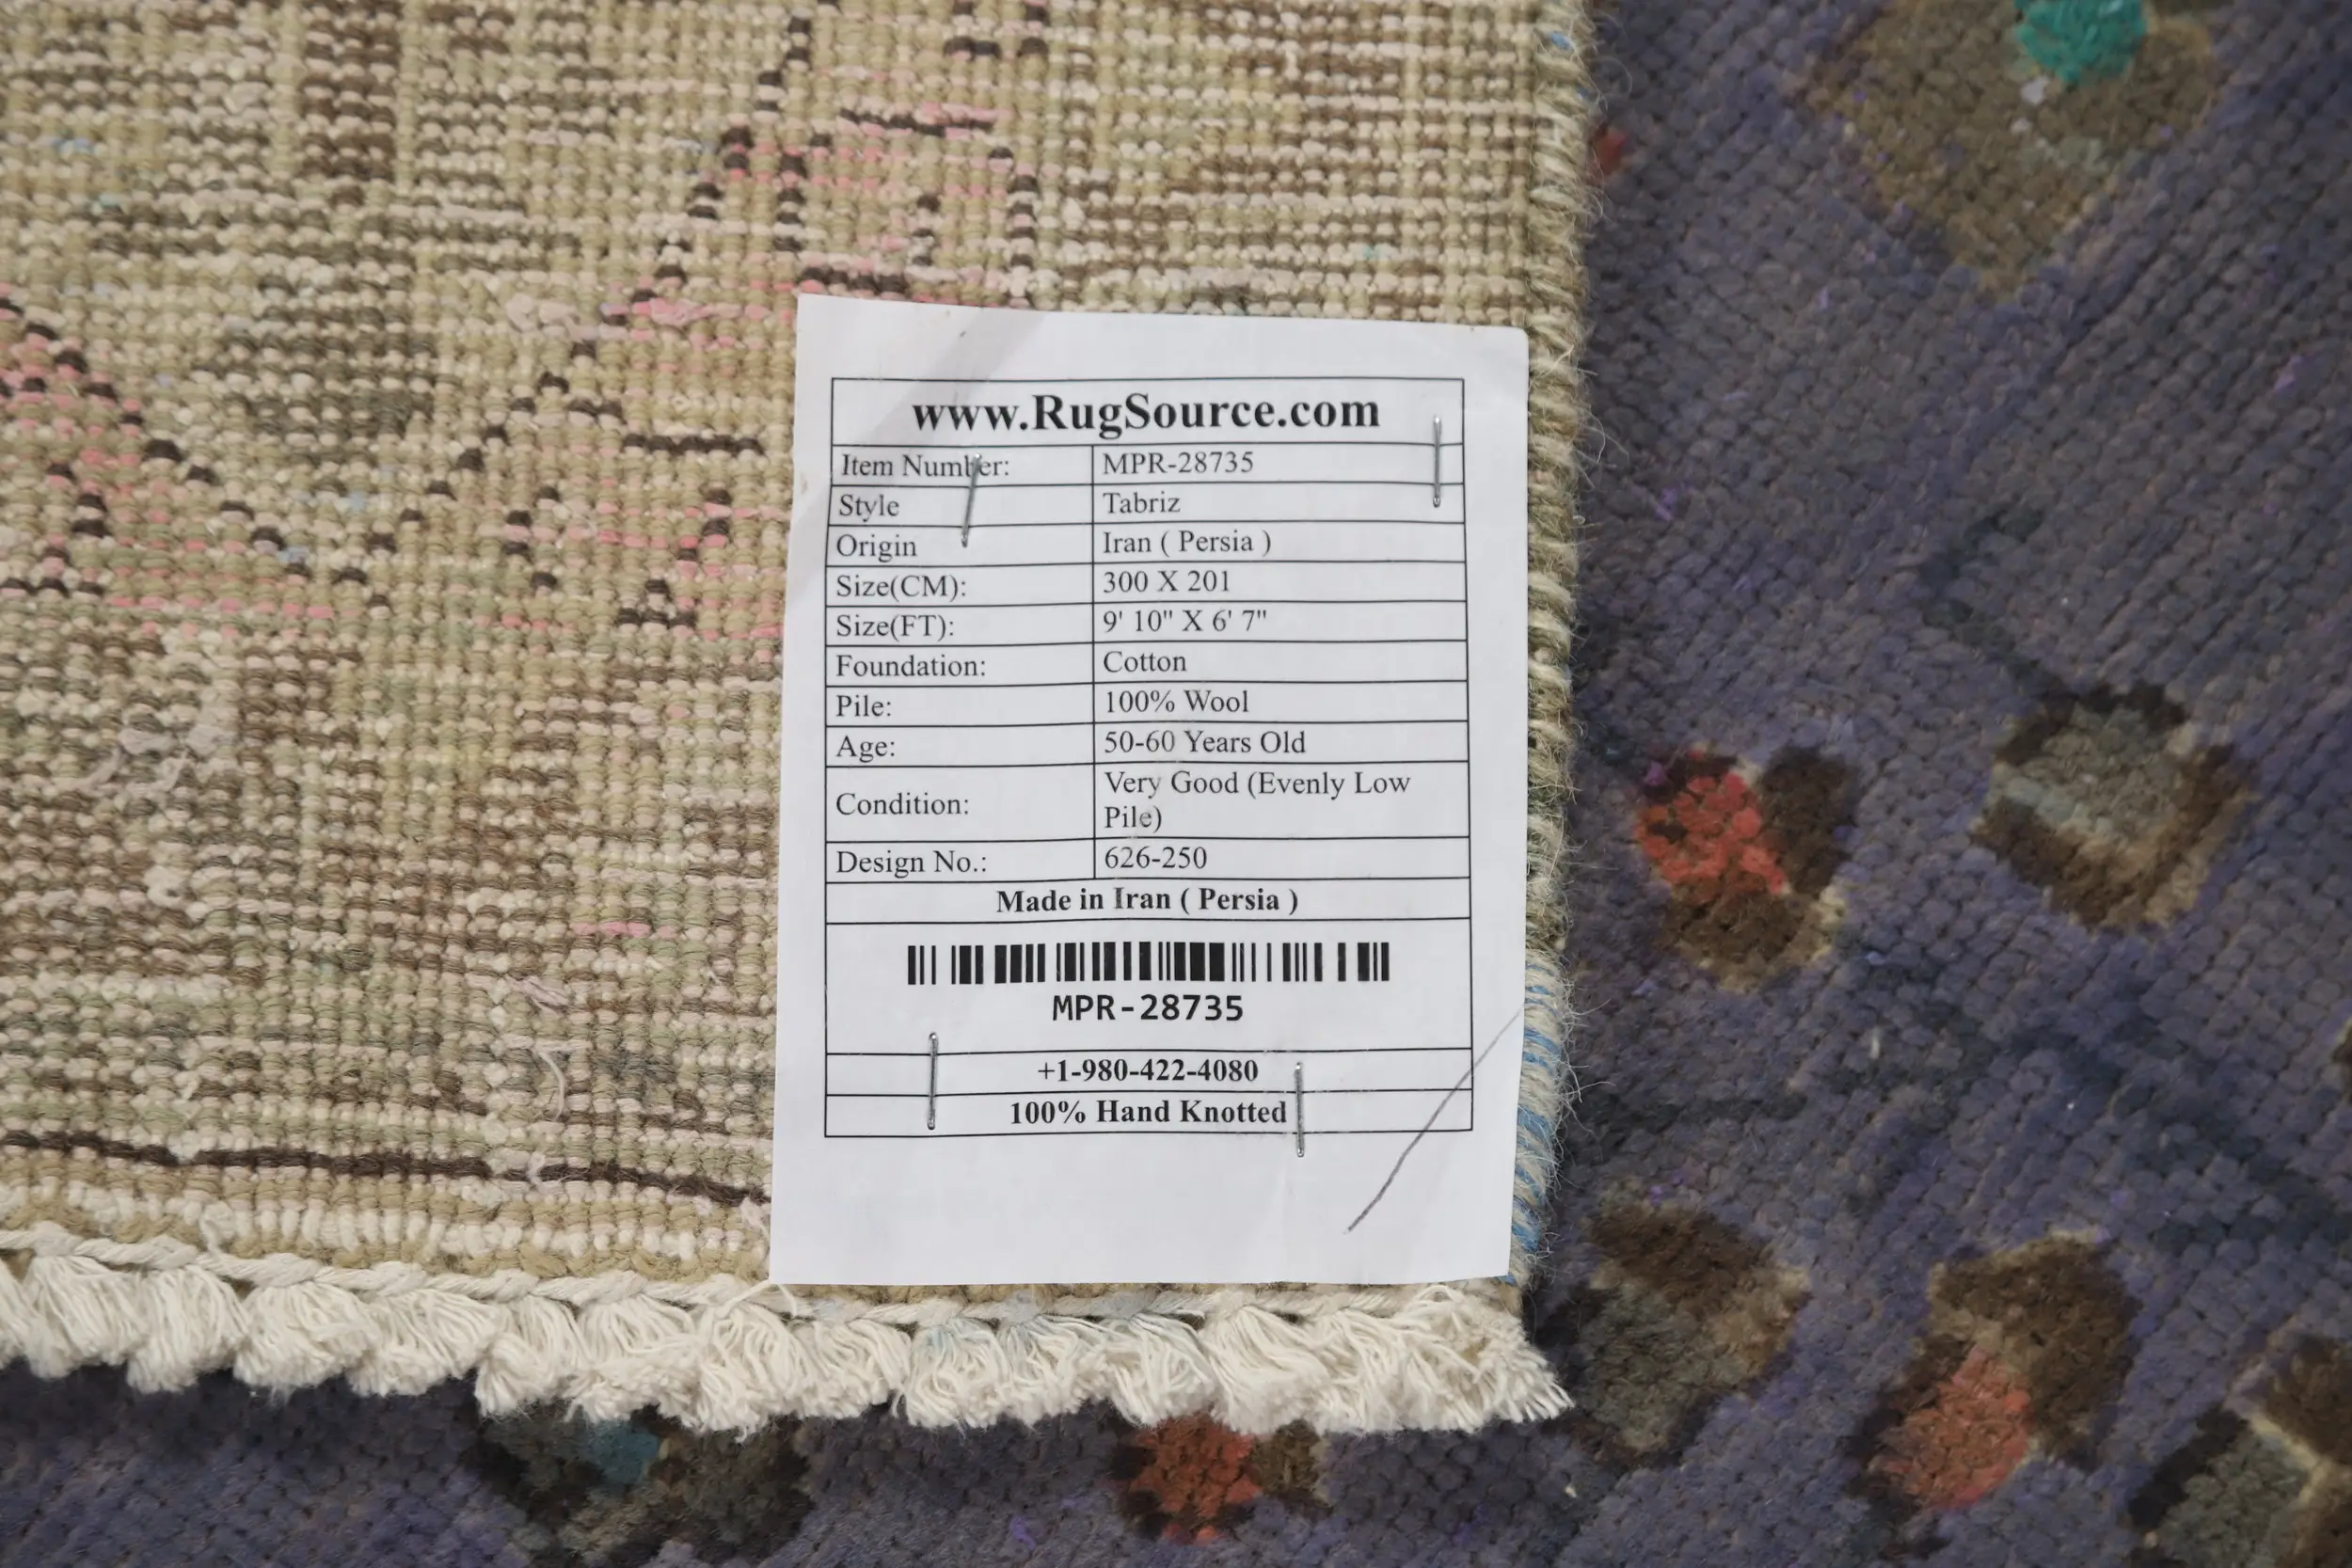 www.RugSource.com
Item Number: MPR-28735
Style Tabriz
Origin Iran ( Persia )
Size(CM): 300 X 201
Size(FT): 9' 10" X 6' 7"
Foundation: Cotton
Pile: 100% Wool
Age: 50-60 Years Old
Condition: Very Good (Evenly Low
Pile)
Design No.: 626-250
Made in Iran ( Persia )
MPR-28735
+1-980-422-4080
100% Hand Knotted